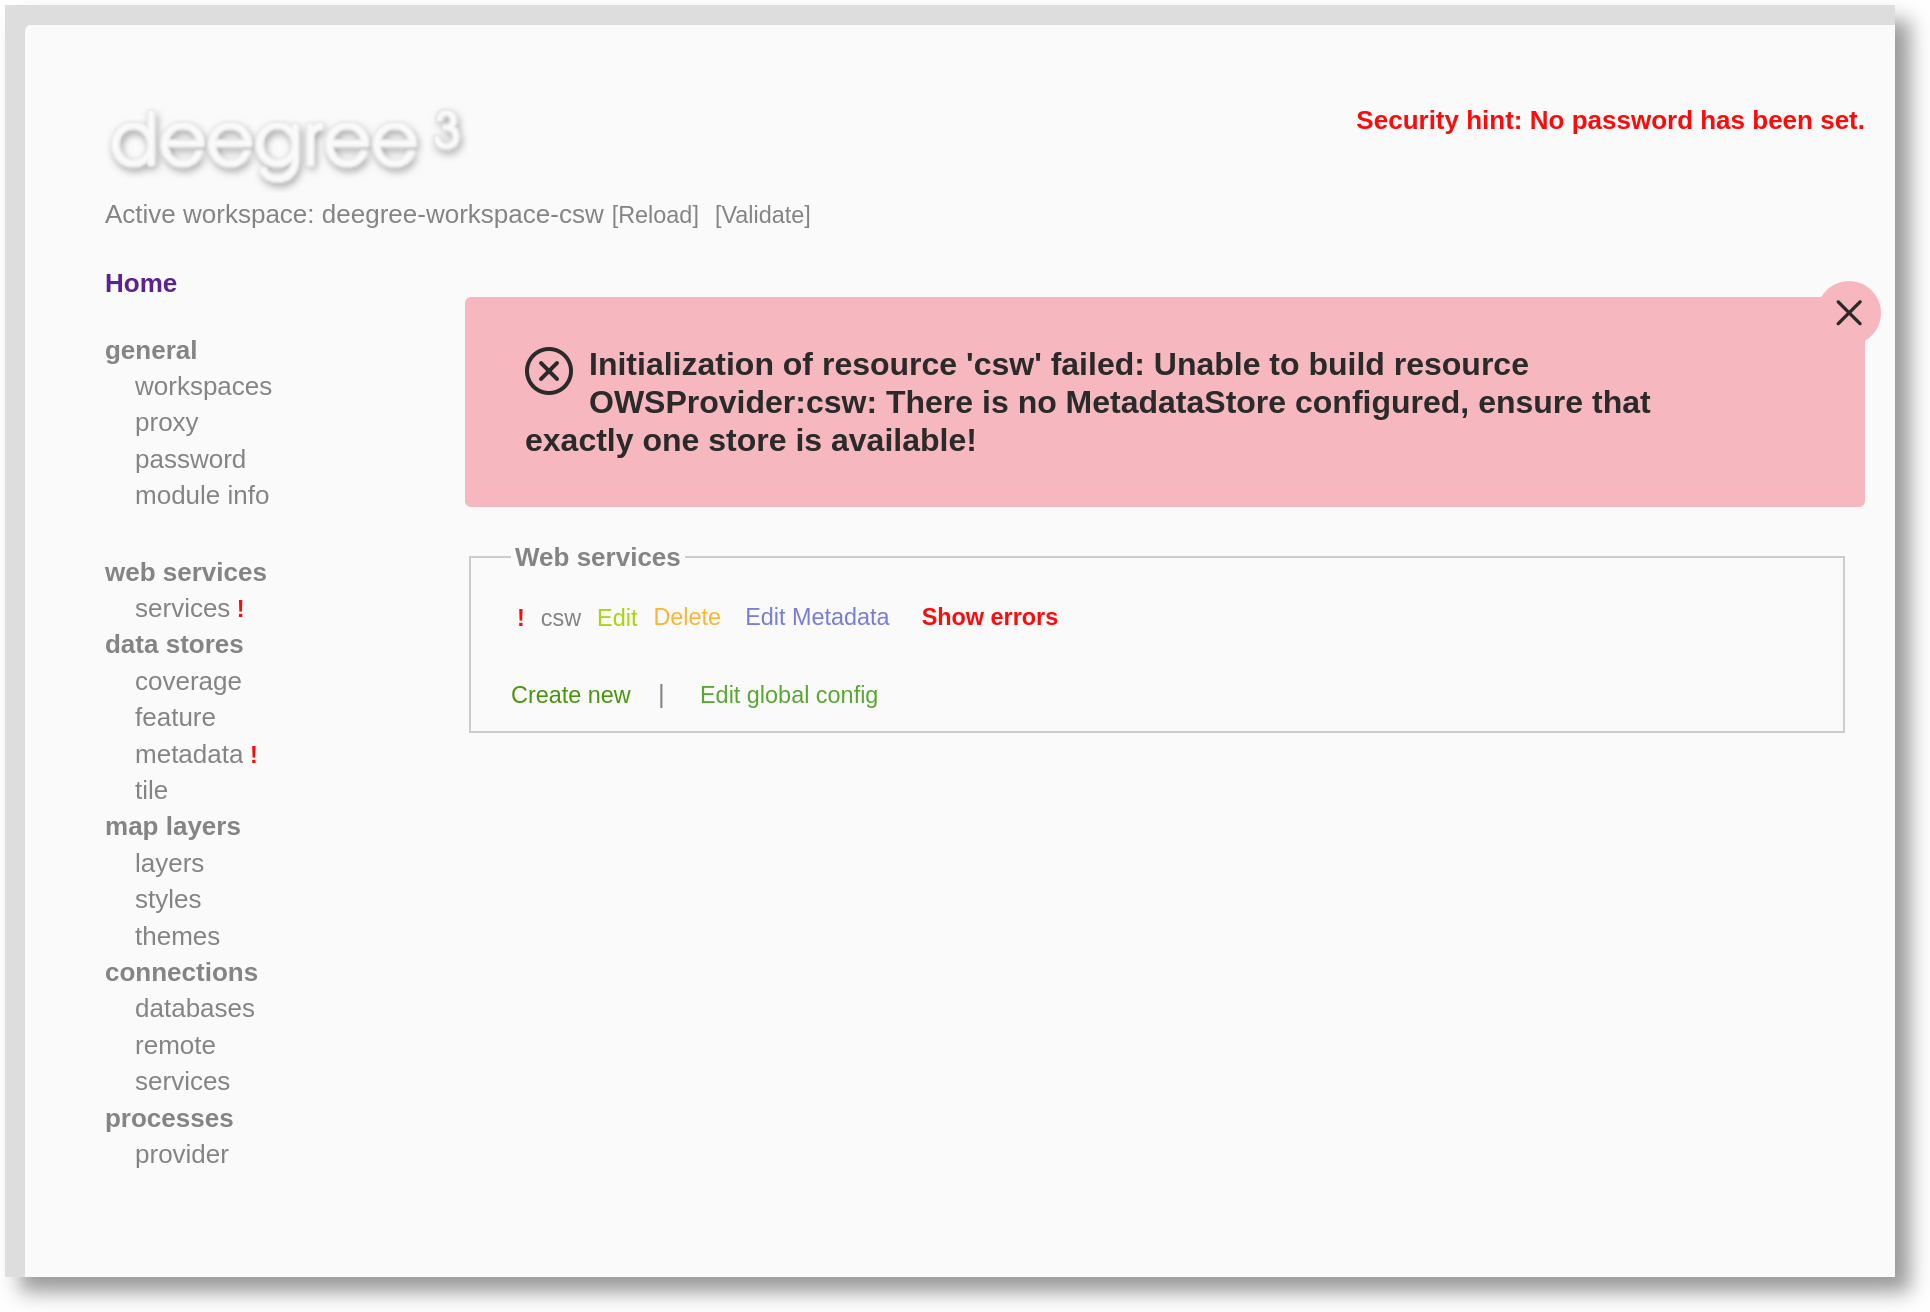 deegree 3
Security hint: No password has been set.
Active workspace: deegree-workspace-csw [Reload] [Validate]
Home
general
workspaces
proxy
password
module info
web services
services !
data stores
coverage
feature
metadata !
tile
map layers
layers
styles
themes
connections
databases
remote
services
processes
provider
Initialization of resource 'csw' failed: Unable to build resource
OWSProvider:csw: There is no MetadataStore configured, ensure that
exactly one store is available!
Web services
! csw Edit Delete Edit Metadata Show errors
Create new | Edit global config